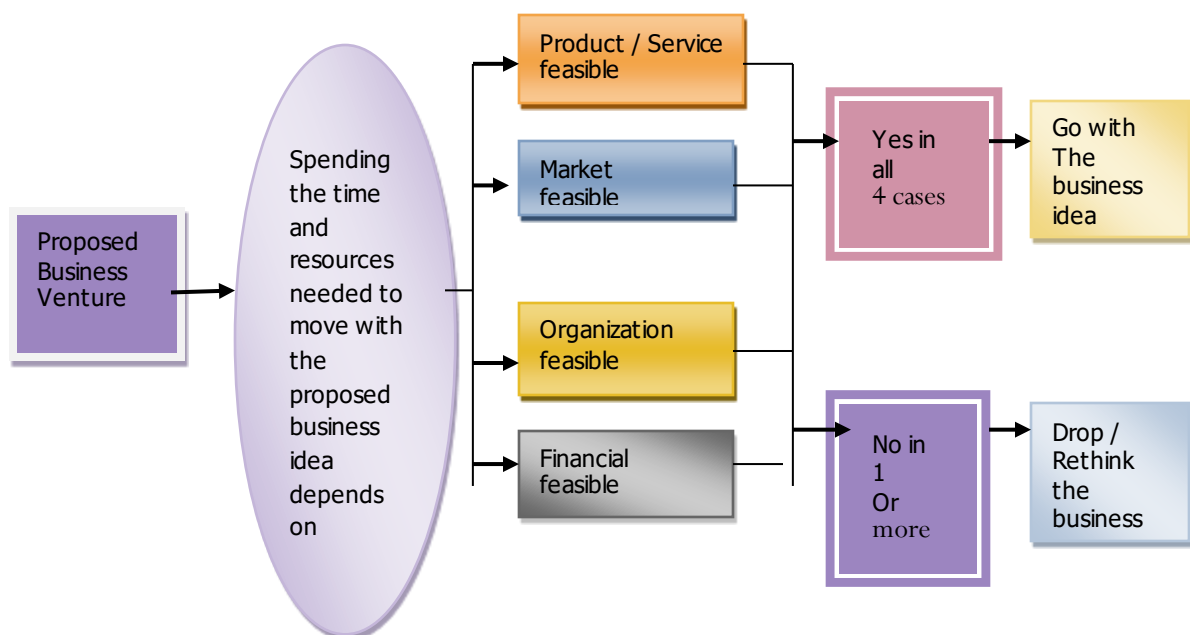 Proposed
Business
Venture
Spending
the time
and
resources
needed to
move with
the
proposed
business
idea
depends
on
Product / Service
feasible
Market
feasible
Organization
feasible
Financial
feasible
Yes in
all
4 cases
Go with
The
business
idea
No in
1
Or
more
Drop /
Rethink
the
business